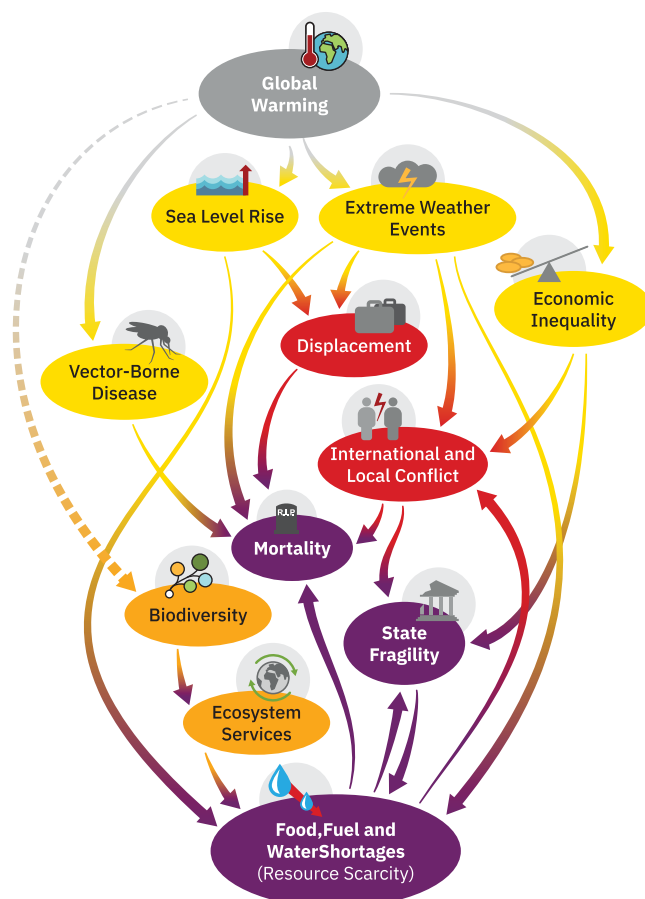 Global
Warming
Sea Level Rise
Extreme Weather
Events
Economic
Inequality
Displacement
Vector-Borne
Disease
International and
Local Conflict
R.I.P
Mortality
Biodiversity
State
Fragility
Ecosystem
Services
Food,Fuel and
WaterShortages
(Resource Scarcity)